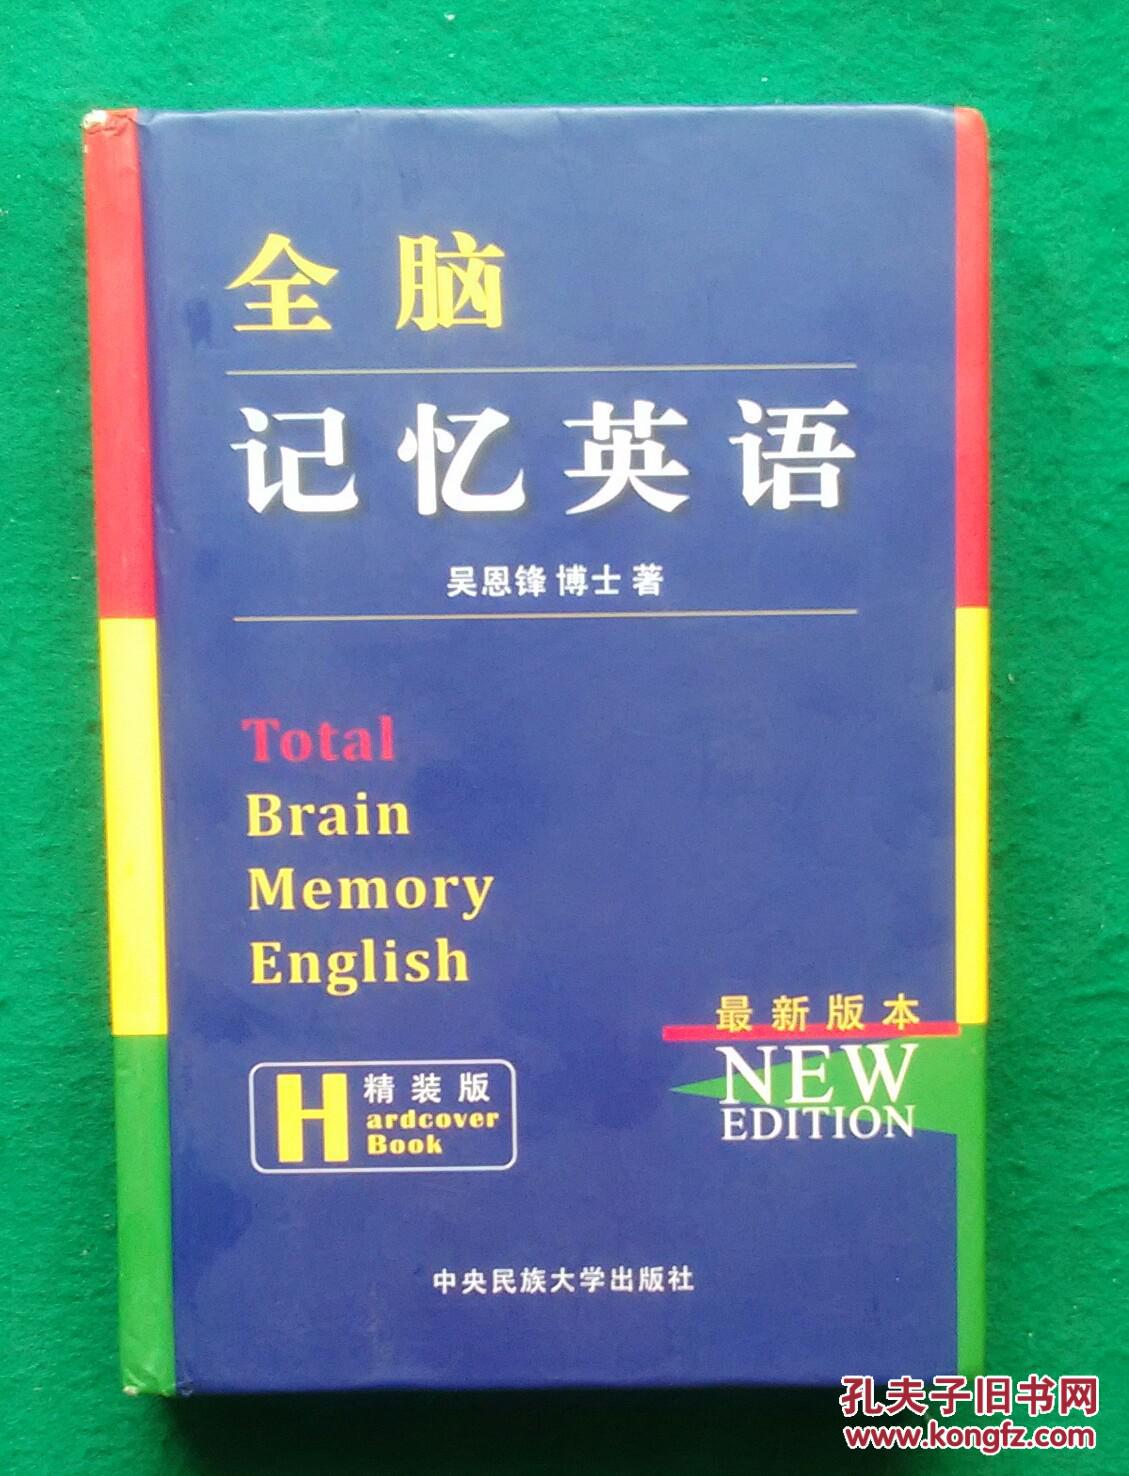 全脑
记忆英语
吴恩锋 博士 著
Total
Brain
Memory
English
最新版本
NEW
EDITION
H 精装版
ardcover
Book
中央民族大学出版社
孔夫子旧书网
www.kongfz.com